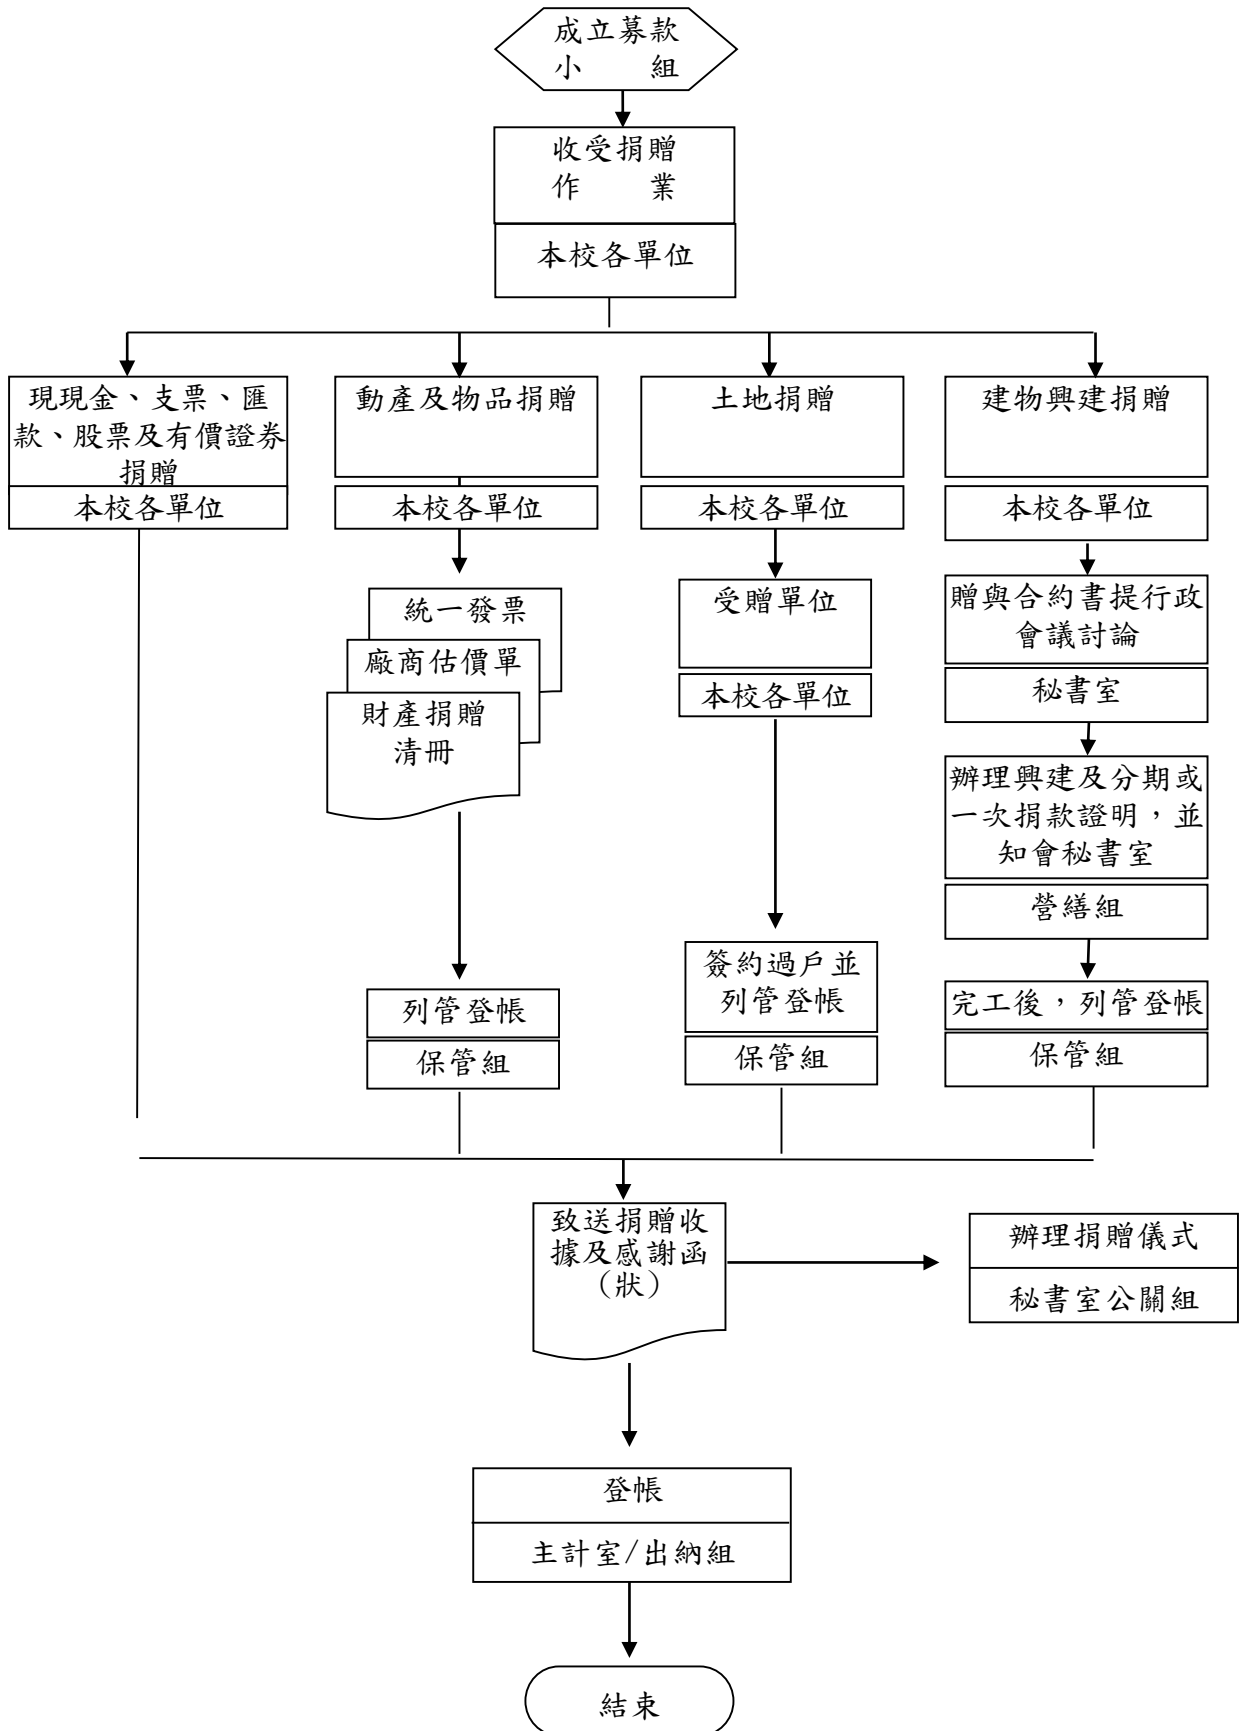 成立募款
小組
收受捐贈
作業
本校各單位
現現金、支票、匯
款、股票及有價證券
捐贈
本校各單位
動產及物品捐贈
本校各單位
統一發票
廠商估價單
財產捐贈
清冊
列管登帳
保管組
土地捐贈
本校各單位
受贈單位
本校各單位
簽約過戶並
列管登帳
保管組
建物興建捐贈
本校各單位
贈與合約書提行政
會議討論
秘書室
辦理興建及分期或
一次捐款證明，並
知會秘書室
營繕組
完工後，列管登帳
保管組
致送捐贈收
據及感謝函
（狀）
辦理捐贈儀式
秘書室公關組
登帳
主計室/出納組
結束